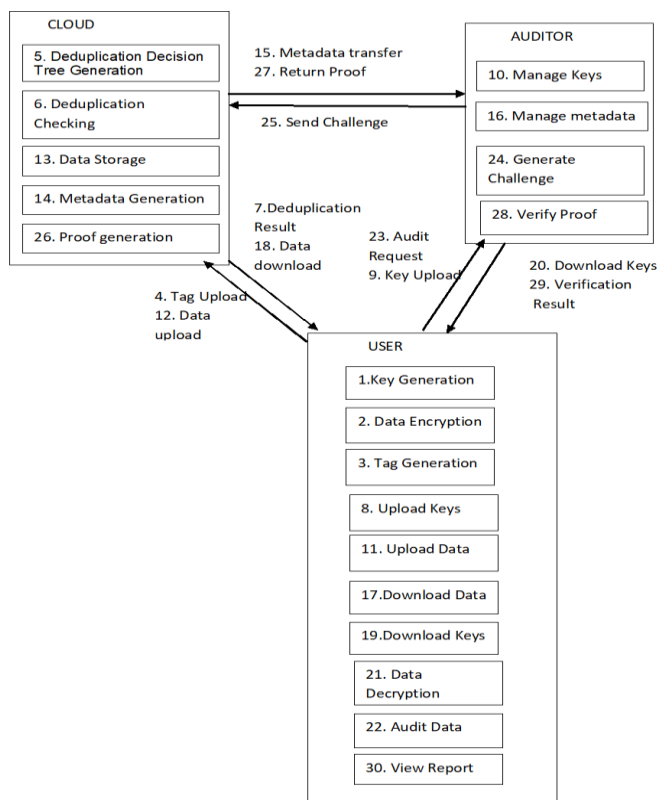 CLOUD
5. Deduplication Decision
Tree Generation
6. Deduplication
Checking
13. Data Storage
14. Metadata Generation
26. Proof generation
15. Metadata transfer
27. Return Proof
25. Send Challenge
AUDITOR
10. Manage Keys
16. Manage metadata
24. Generate
Challenge
28. Verify Proof
7.Deduplication
Result
18. Data
download
23. Audit
Request
9. Key Upload
20. Download Keys
29. Verification
Result
4. Tag Upload
12. Data
upload
USER
1.Key Generation
2. Data Encryption
3. Tag Generation
8. Upload Keys
11. Upload Data
17.Download Data
19.Download Keys
21. Data
Decryption
22. Audit Data
30. View Report